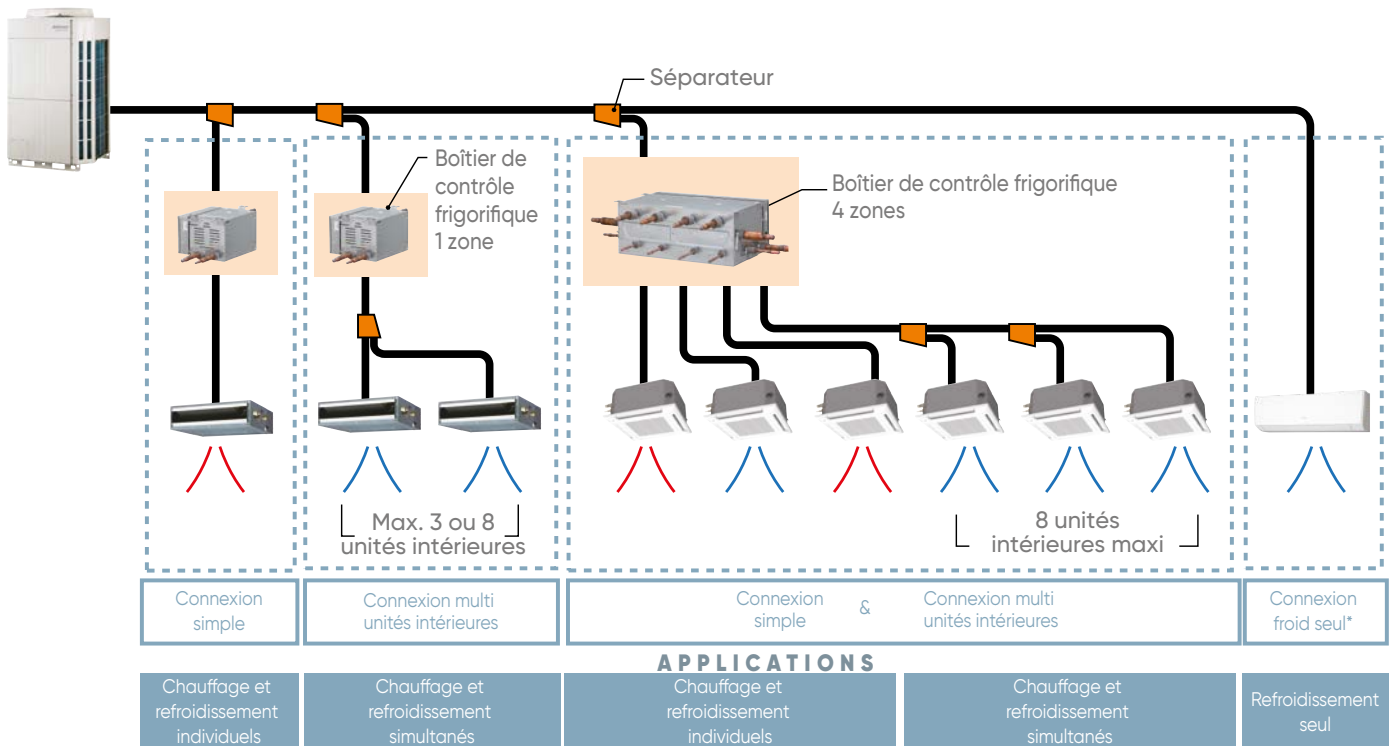 Séparateur
Boîtier de
contrôle
frigorifique
1 zone
Boîtier de contrôle frigorifique
4 zones
Max. 3 ou 8
unités intérieures
8 unités
intérieures maxi
Connexion
simple
Connexion multi
unités intérieures
Connexion
simple
&
Connexion multi
unités intérieures
Connexion
froid seul*
APPLICATIONS
Chauffage et
refroidissement
individuels
Chauffage et
refroidissement
simultanés
Chauffage et
refroidissement
individuels
Chauffage et
refroidissement
simultanés
Refroidissement
seul